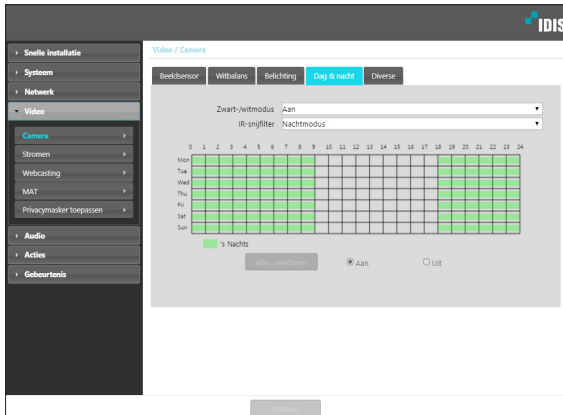 IDIS
Video / Camera
Snelle installatie
Systeem
Netwerk
Video
Camera
Stromen
Webcasting
MAT
Privacymasker toepassen
Audio
Acties
Gebeurtenis
Beeldsensor Witbalans Belichting Dag & nacht Diverse
Zwart-/witmodus Aan
IR-snijfilter Nachtmodus
0 1 2 3 4 5 6 7 8 9 10 11 12 13 14 15 16 17 18 19 20 21 22 23 24
Mon
Tue
Wed
Thu
Fri
Sat
Sun
's Nachts
Alles selecteren Aan Uit